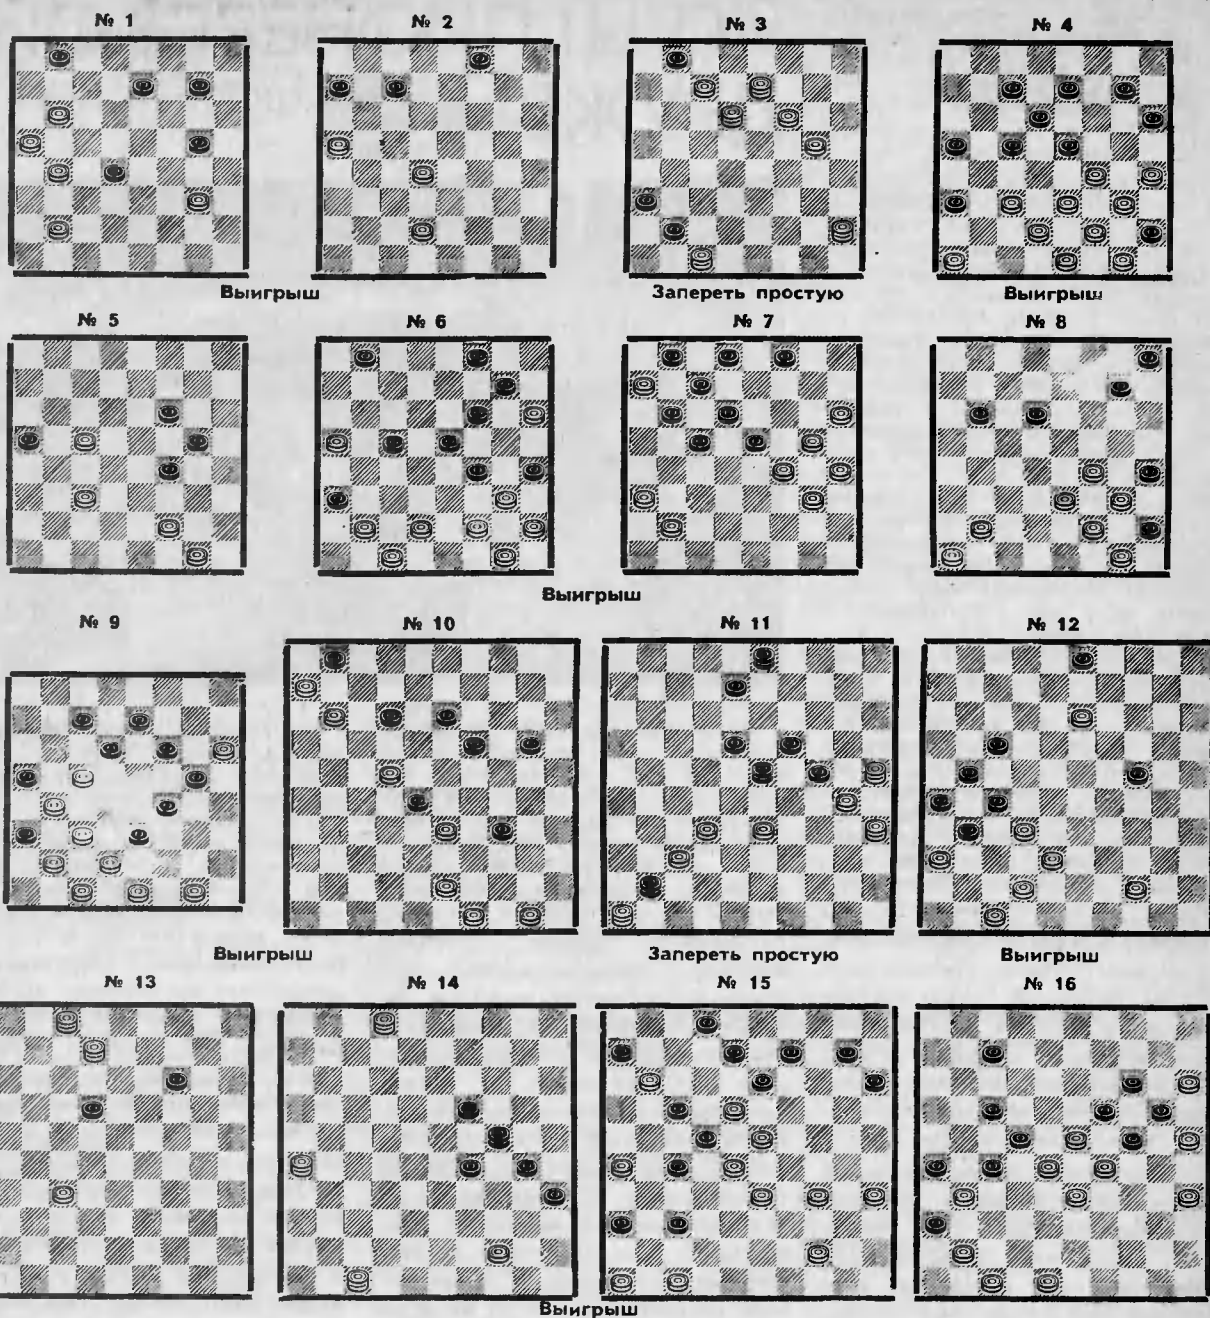 № 1 № 2 № 3 № 4
Выигрыш Запереть простую Выигрыш
№ 5 № 6 № 7 № 8
Выигрыш
№ 9 № 10 № 11 № 12
Выигрыш Запереть простую Выигрыш
№ 13 № 14 № 15 № 16
Выигрыш